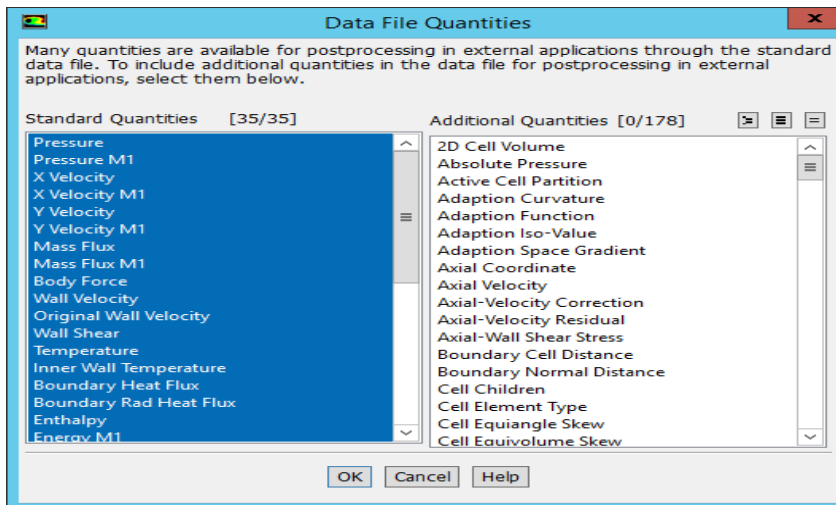 Data File Quantities
Many quantities are available for postprocessing in external applications through the standard
data file. To include additional quantities in the data file for postprocessing in external
applications, select them below.
Standard Quantities [35/35]
Pressure
Pressure M1
X Velocity
X Velocity M1
Y Velocity
Y Velocity M1
Mass Flux
Mass Flux M1
Body Force
Wall Velocity
Original Wall Velocity
Wall Shear
Temperature
Inner Wall Temperature
Boundary Heat Flux
Boundary Rad Heat Flux
Enthalpy
Energy M1
Additional Quantities [0/178]
2D Cell Volume
Absolute Pressure
Active Cell Partition
Adaption Curvature
Adaption Function
Adaption Iso-Value
Adaption Space Gradient
Axial Coordinate
Axial Velocity
Axial-Velocity Correction
Axial-Velocity Residual
Axial-Wall Shear Stress
Boundary Cell Distance
Boundary Normal Distance
Cell Children
Cell Element Type
Cell Equiangle Skew
Cell Equivolume Skew
OK Cancel Help